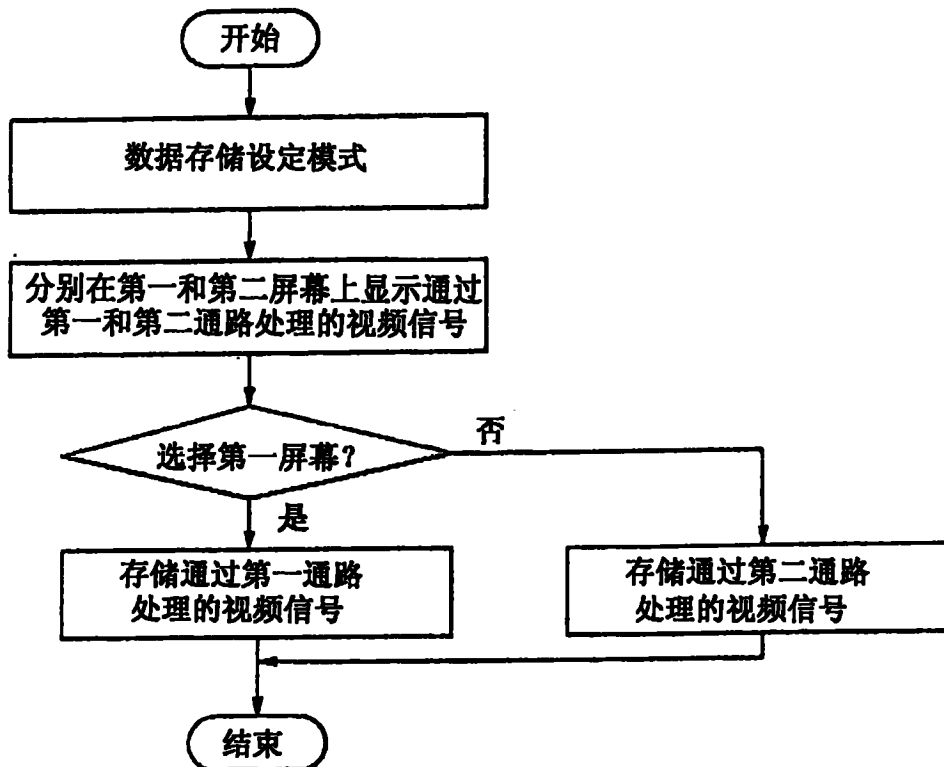 开始
数据存储设定模式
分别在第一和第二屏幕上显示通过
第一和第二通路处理的视频信号
选择第一屏幕?
否
是
存储通过第一通路
处理的视频信号
存储通过第二通路
处理的视频信号
结束